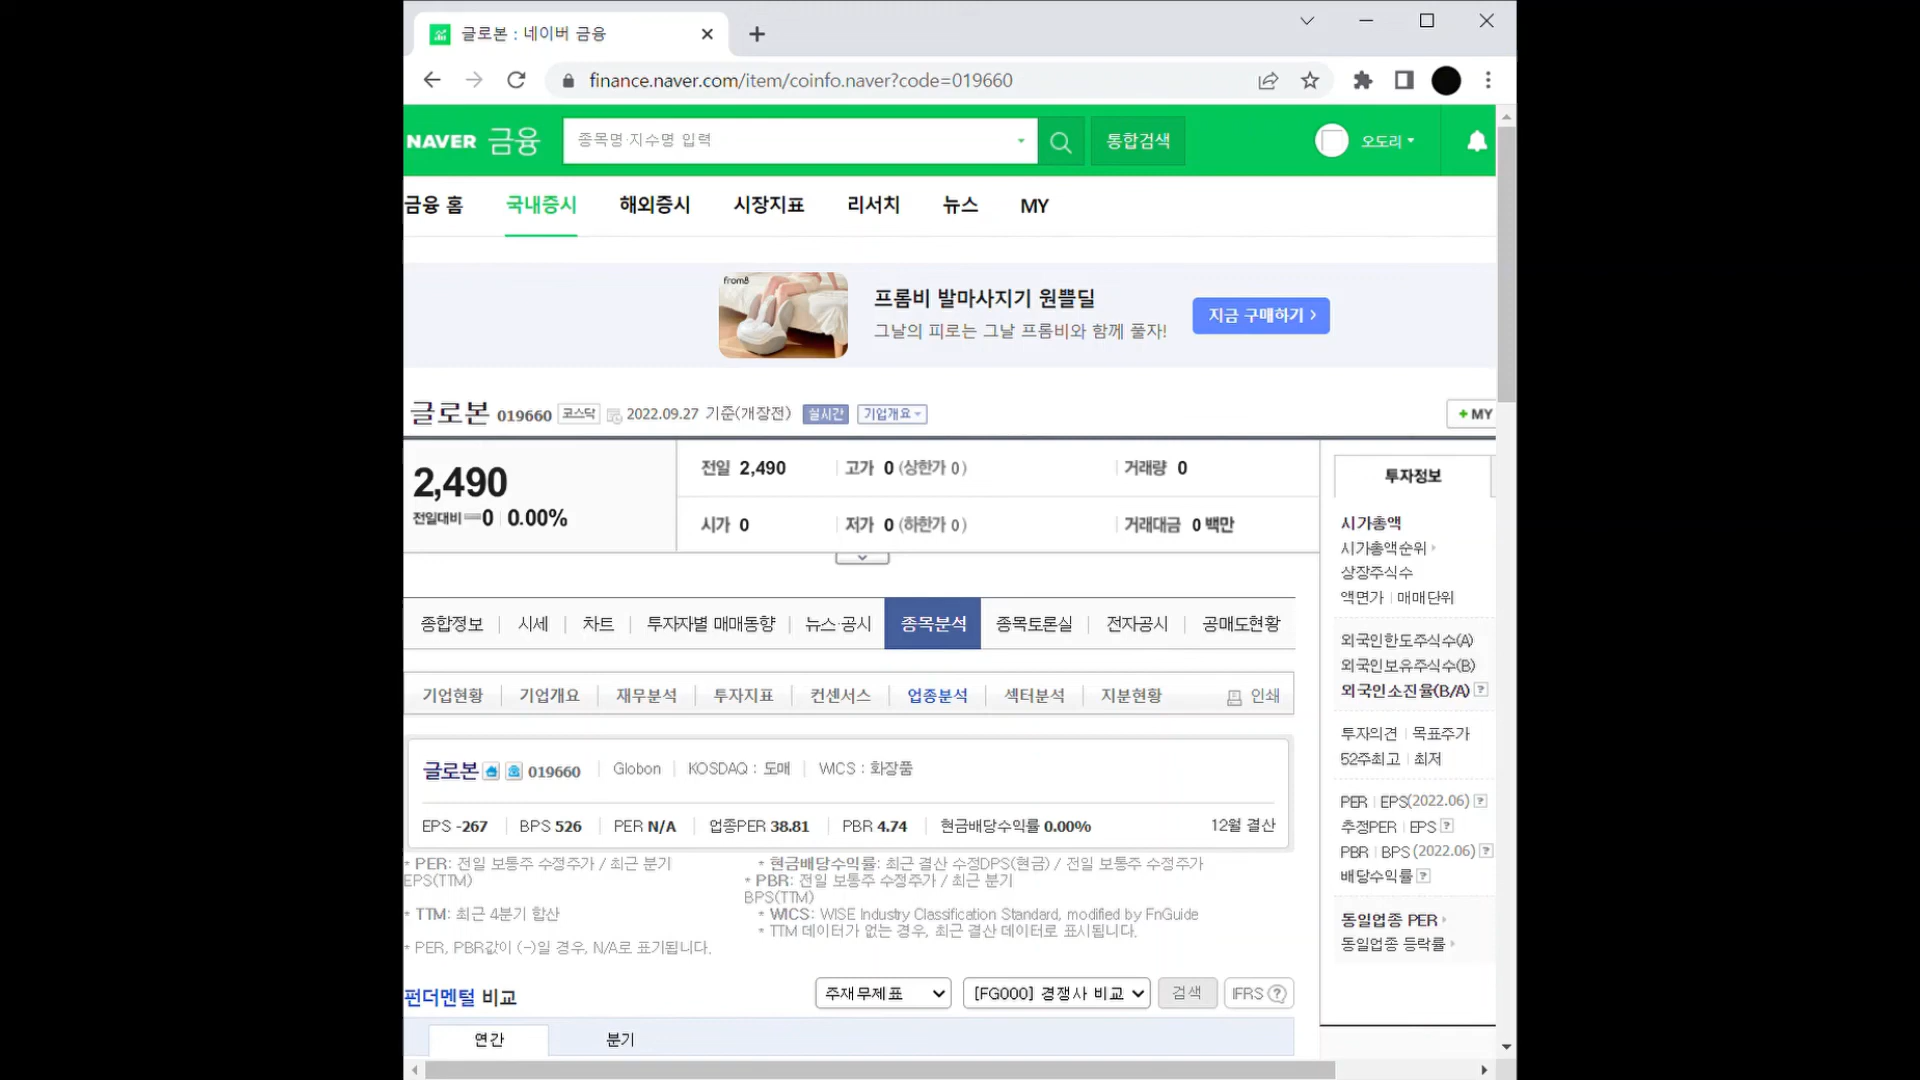 글로본 : 네이버 금융
finance.naver.com/item/coinfo.naver?code=019660
NAVER 금융
종목명·지수명 입력
통합검색
오도리
금융 홈 국내증시 해외증시 시장지표 리서치 뉴스 MY
from8
프롬비 발마사지기 원쁠딜
그날의 피로는 그날 프롬비와 함께 풀자!
지금 구매하기
글로본 019660 코스닥 2022.09.27 기준(개장전) 실시간 기업개요
+ MY
2,490
전일대비 0 0.00%
전일 2,490 고가 0 (상한가 0) 거래량 0
시가 0 저가 0 (하한가 0) 거래대금 0 백만
종합정보 시세 차트 투자자별 매매동향 뉴스·공시 종목분석 종목토론실 전자공시 공매도현황
기업현황 기업개요 재무분석 투자지표 컨센서스 업종분석 섹터분석 지분현황 인쇄
글로본 019660 Globon KOSDAQ : 도매 WICS : 화장품
EPS -267 BPS 526 PER N/A 업종PER 38.81 PBR 4.74 현금배당수익률 0.00% 12월 결산
* PER: 전일 보통주 수정주가 / 최근 분기
EPS(TTM)
* TTM: 최근 4분기 합산
* PER, PBR값이 (-)일 경우, N/A로 표기됩니다.
* 현금배당수익률: 최근 결산 수정DPS(현금) / 전일 보통주 수정주가
* PBR: 전일 보통주 수정주가 / 최근 분기
BPS(TTM)
* WICS: WISE Industry Classification Standard, modified by FnGuide
* TTM 데이터가 없는 경우, 최근 결산 데이터로 표시됩니다.
펀더멘털 비교
주재무제표 [FG000] 경쟁사 비교 검색 IFRS ?
연간 분기
투자정보
시가총액
시가총액순위
상장주식수
액면가 매매단위
외국인한도주식수(A)
외국인보유주식수(B)
외국인소진율(B/A) ?
투자의견 목표주가
52주최고 최저
PER EPS(2022.06) ?
추정PER EPS ?
PBR BPS (2022.06) ?
배당수익률 ?
동일업종 PER
동일업종 등락률